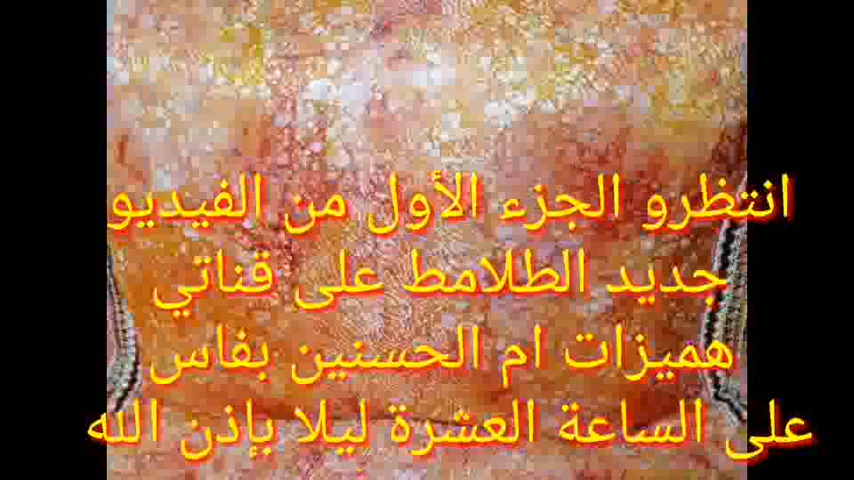 انتظرو الجزء الأول من الفيديو
جديد الطلامط على قناتي
هميزات ام الحسنين بفاس
على الساعة العشرة ليلا بإذن الله